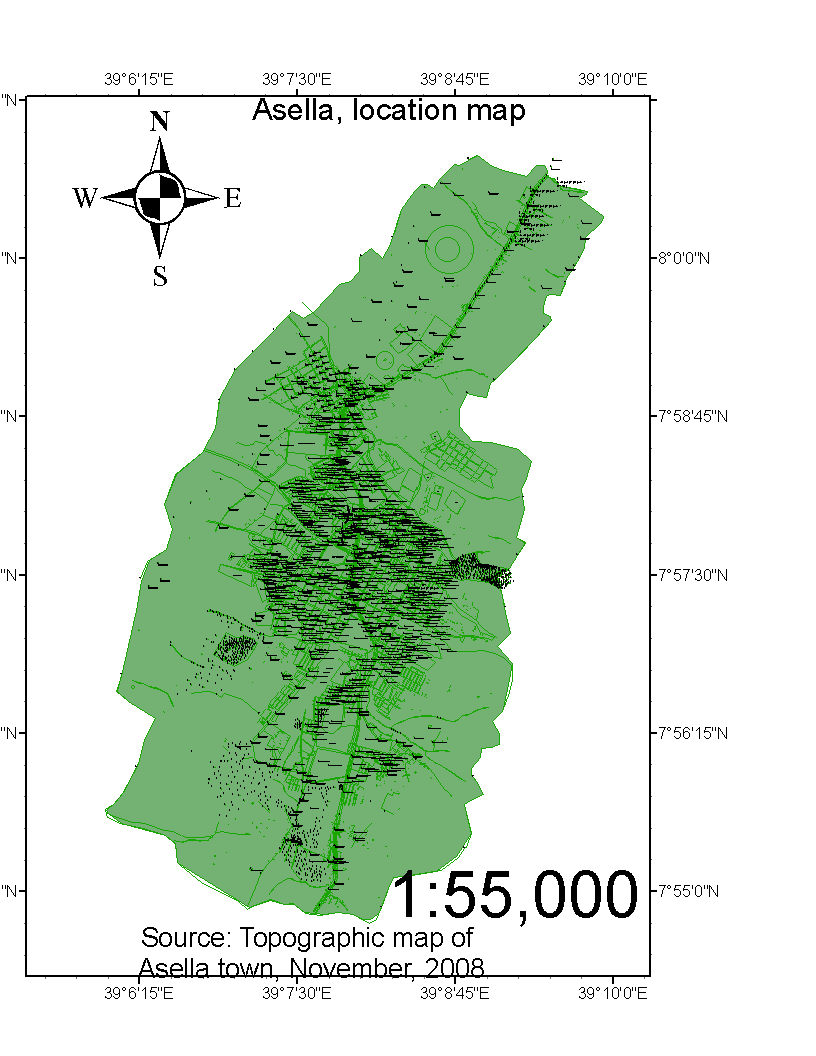 39°6'15"E 39°7'30"E 39°8'45"E 39°10'0"E
"N
Asella, location map
N
W E
S
"N 8°0'0"N
"N 7°58'45"N
"N 7°57'30"N
"N 7°56'15"N
"N 7°55'0"N
1:55,000
Source: Topographic map of
Asella town, November, 2008
39°6'15"E 39°7'30"E 39°8'45"E 39°10'0"E